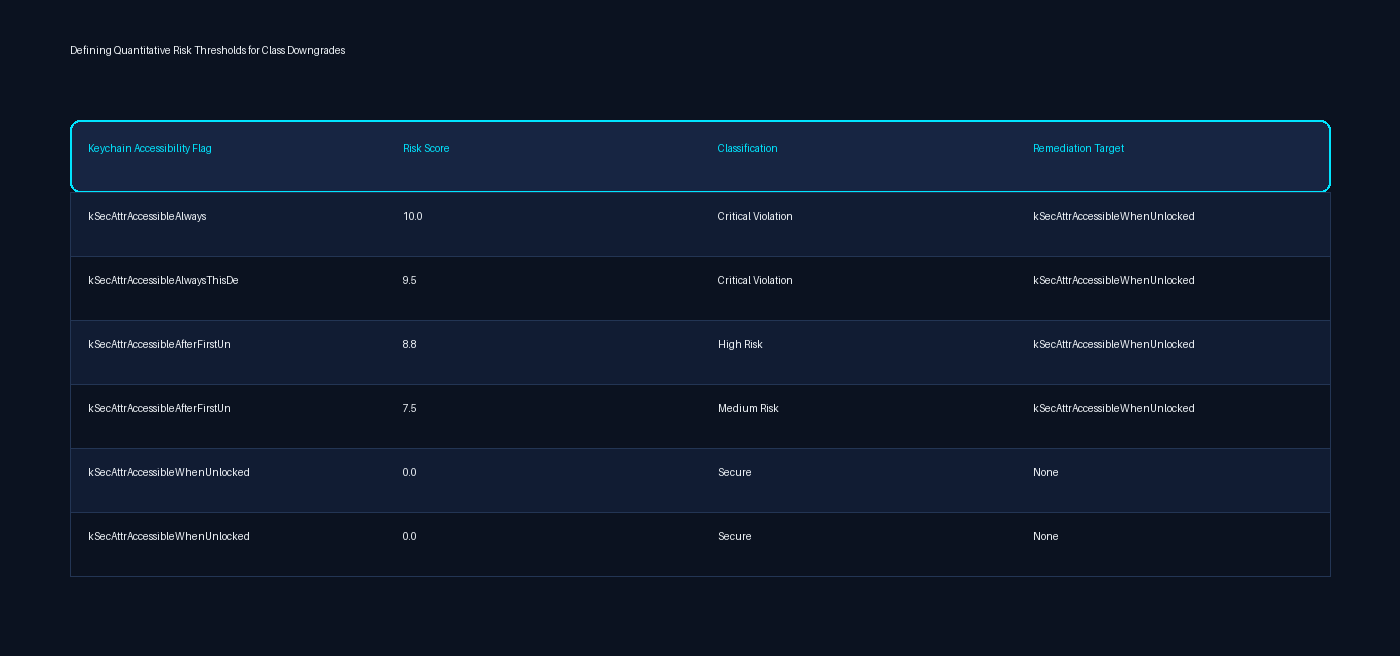 Defining Quantitative Risk Thresholds for Class Downgrades
Keychain Accessibility Flag Risk Score Classification Remediation Target
kSecAttrAccessibleAlways 10.0 Critical Violation kSecAttrAccessibleWhenUnlocked
kSecAttrAccessibleAlwaysThisDe 9.5 Critical Violation kSecAttrAccessibleWhenUnlocked
kSecAttrAccessibleAfterFirstUn 8.8 High Risk kSecAttrAccessibleWhenUnlocked
kSecAttrAccessibleAfterFirstUn 7.5 Medium Risk kSecAttrAccessibleWhenUnlocked
kSecAttrAccessibleWhenUnlocked 0.0 Secure None
kSecAttrAccessibleWhenUnlocked 0.0 Secure None